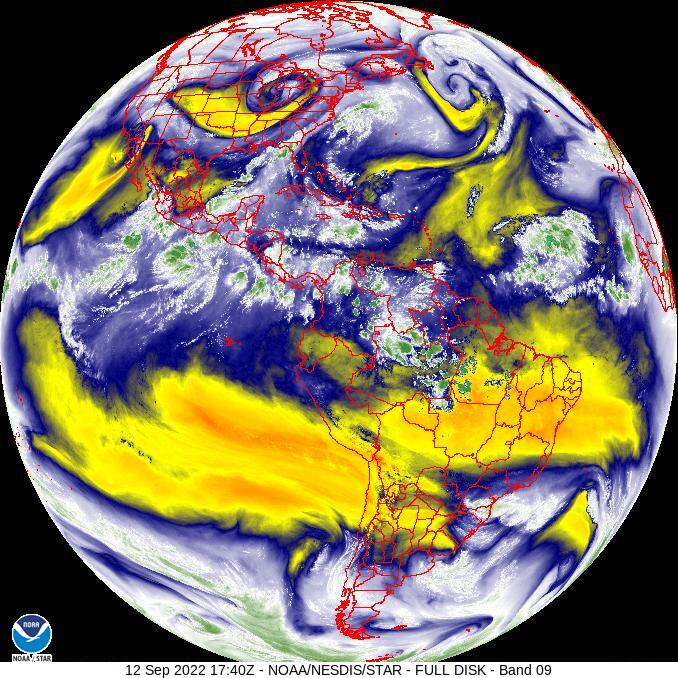 NOAA
NOAA ★ STAR
12 Sep 2022 17:40Z - NOAA/NESDIS/STAR - FULL DISK - Band 09